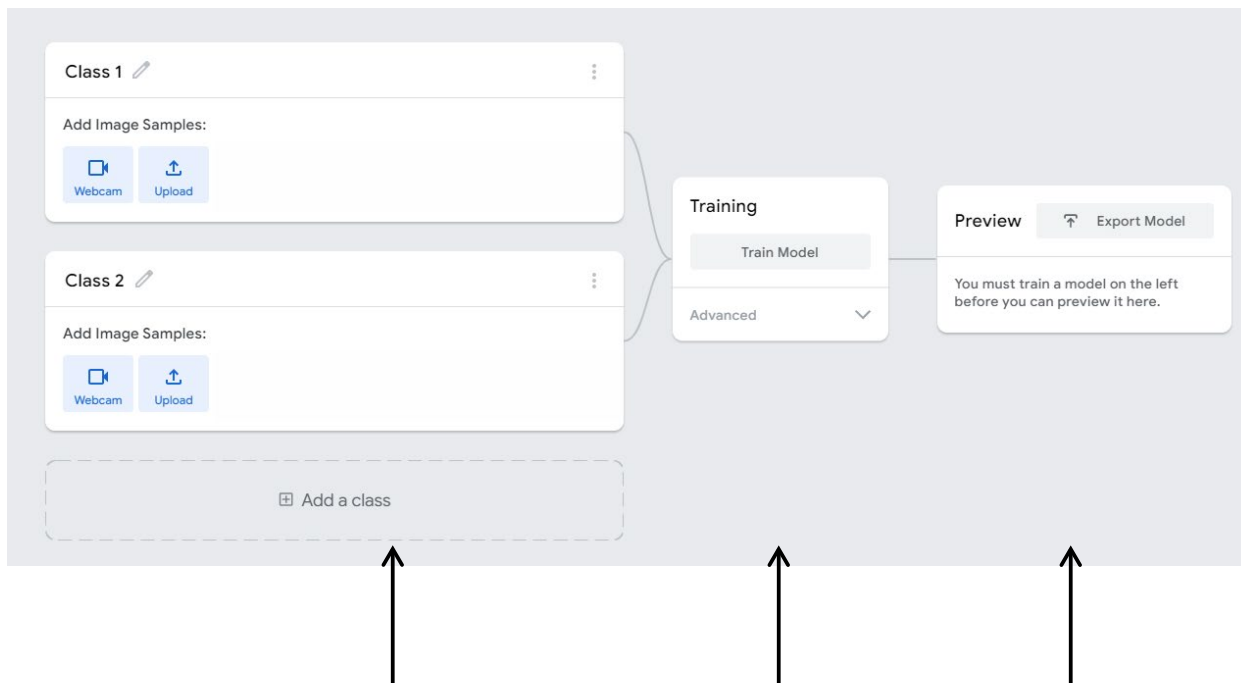 Class 1
Add Image Samples:
Webcam
Upload
Class 2
Add Image Samples:
Webcam
Upload
Add a class
Training
Train Model
Advanced
Preview
Export Model
You must train a model on the left
before you can preview it here.